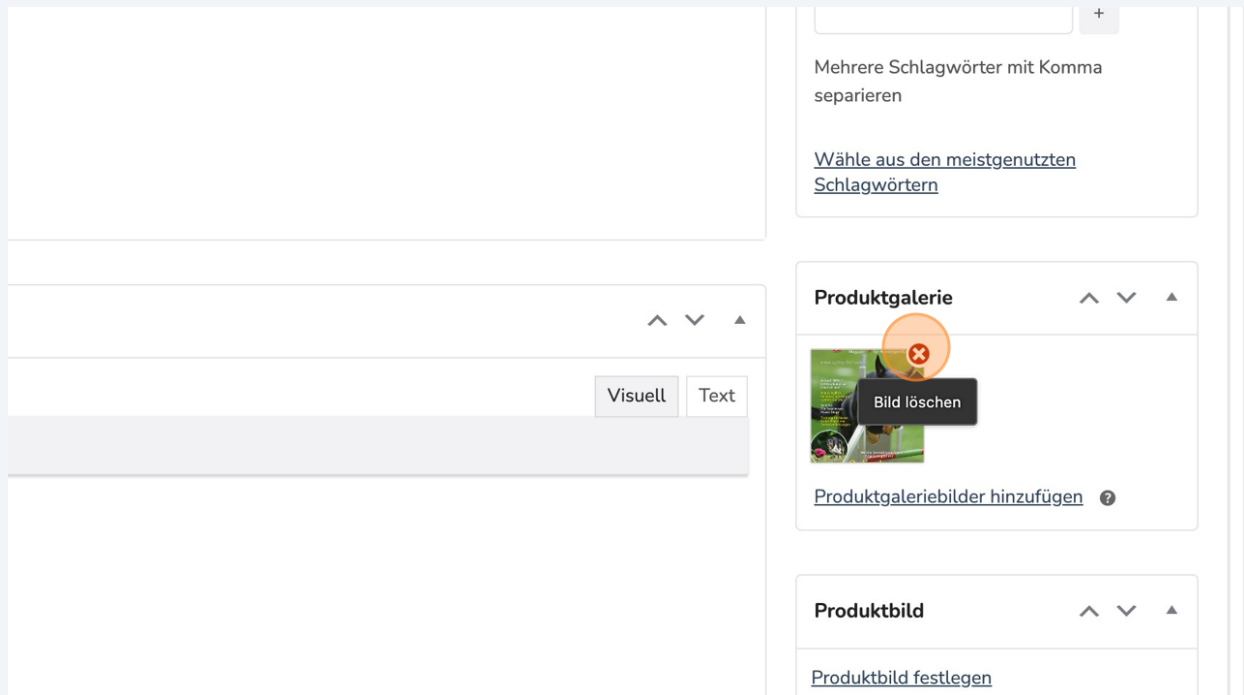 +
Mehrere Schlagwörter mit Komma
separieren
Wähle aus den meistgenutzten
Schlagwörtern
Produktgalerie
Visuell
Text
Bild löschen
Produktgaleriebilder hinzufügen ?
Produktbild
Produktbild festlegen